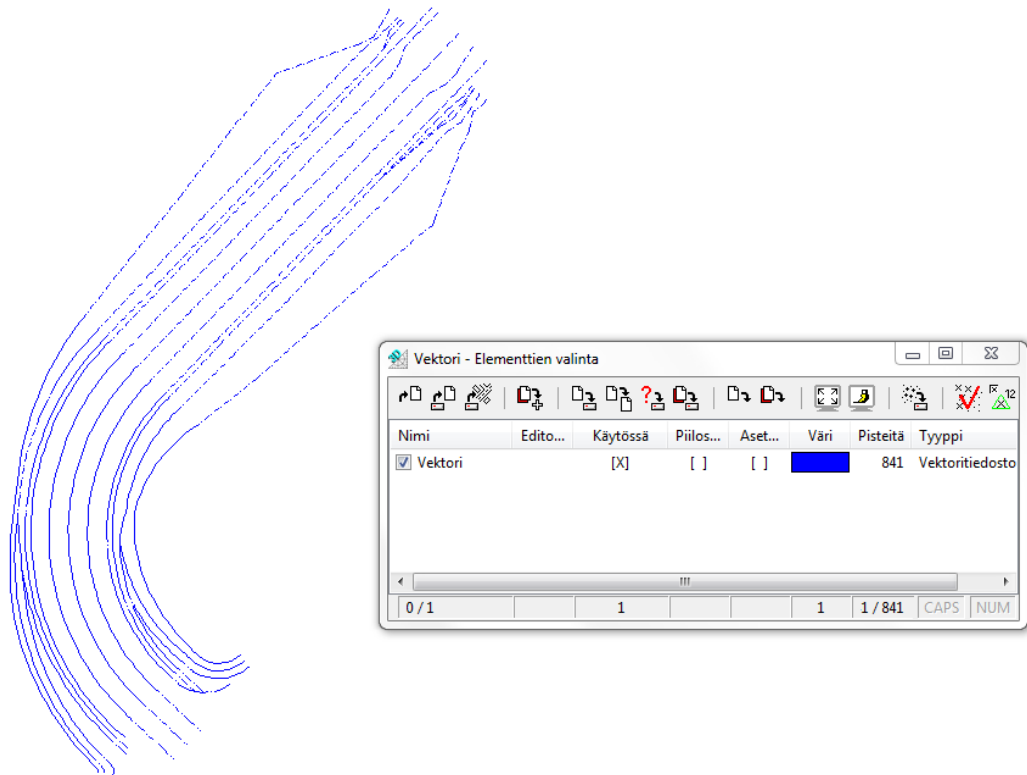 Vektori - Elementtien valinta
12
Nimi Edito... Käytössä Piilos... Aset... Väri Pisteitä Tyyppi
Vektori [X] [ ] [ ] 841 Vektoritiedosto
0 / 1 1 1 1 / 841 CAPS NUM